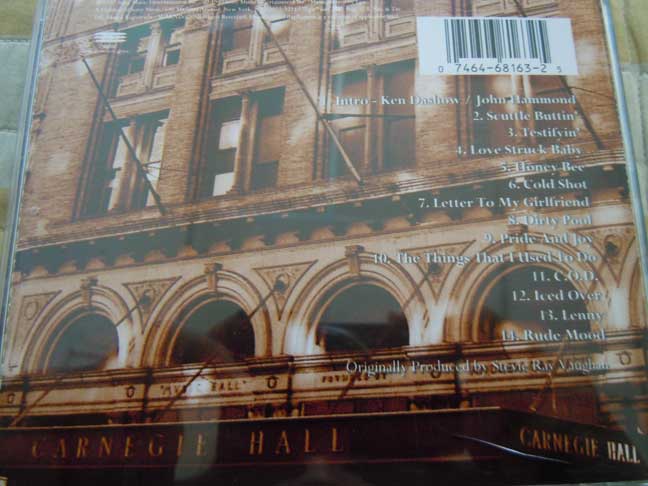 0 7464-68163-2 5
1. Intro - Ken Dashow / John Hammond
2. Scuttle Buttin'
3. Testifyin'
4. Love Struck Baby
5. Honey Bee
6. Cold Shot
7. Letter To My Girlfriend
8. Dirty Pool
9. Pride And Joy
10. The Things That I Used To Do
11. C.O.D.
12. Iced Over
13. Lenny
14. Rude Mood
Originally Produced by Stevie Ray Vaughan
"MUSIC HALL"
CARNEGIE HALL
CARNEGIE HALL